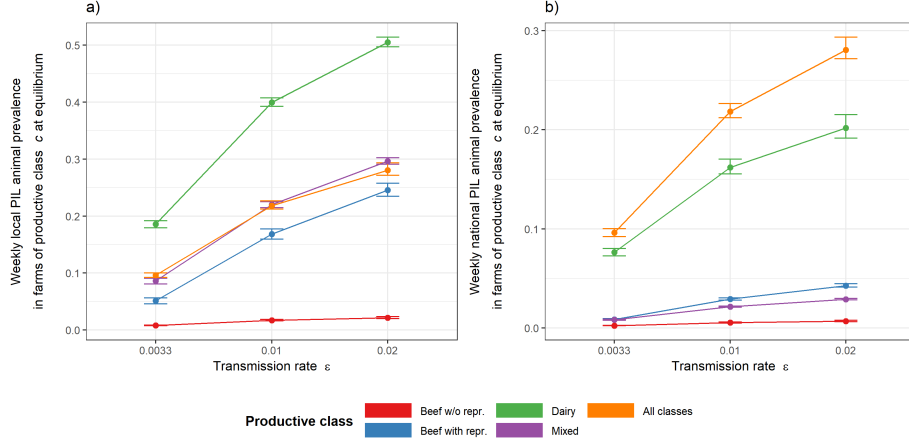 a)
Weekly local PIL animal prevalence
in farms of productive class c at equilibrium
0.5
0.4
0.3
0.2
0.1
0.0
0.0033
0.01
0.02
Transmission rate ε
b)
Weekly national PIL animal prevalence
in farms of productive class c at equilibrium
0.3
0.2
0.1
0.0
0.0033
0.01
0.02
Transmission rate ε
Productive class
Beef w/o repr.
Dairy
All classes
Beef with repr.
Mixed